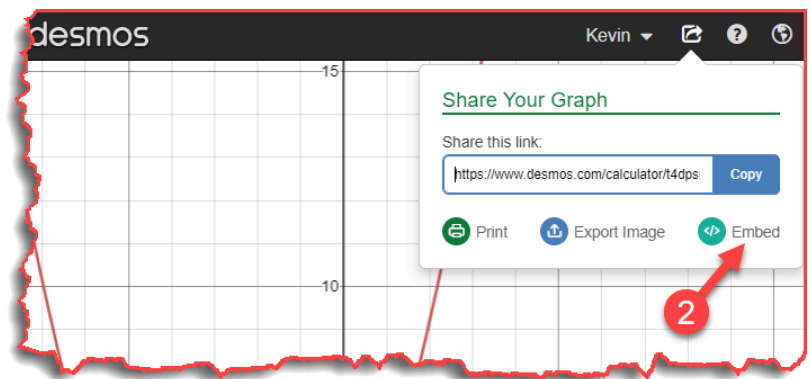 desmos
Kevin
15
Share Your Graph
Share this link:
https://www.desmos.com/calculator/t4dps
Copy
Print
Export Image
Embed
10
2